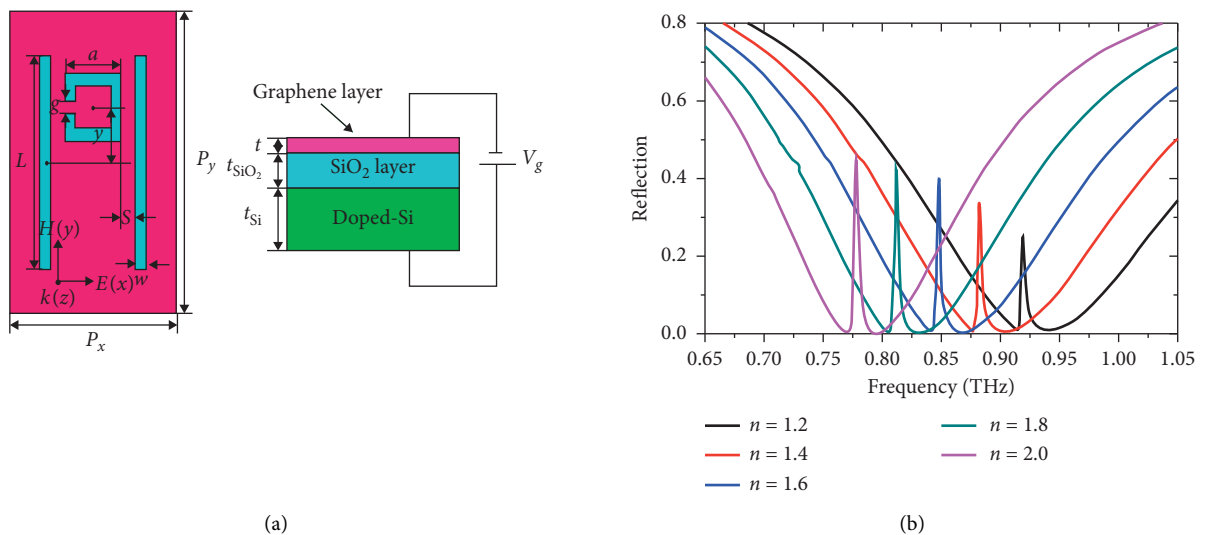 a
g
y
L
S
H(y)
E(x)
w
k(z)
P_x
P_y
Graphene layer
t
t_SiO₂
SiO₂ layer
t_Si
Doped-Si
V_g
(a)
Reflection
0.8
0.6
0.4
0.2
0.0
0.65 0.70 0.75 0.80 0.85 0.90 0.95 1.00 1.05
Frequency (THz)
n = 1.2
n = 1.4
n = 1.6
n = 1.8
n = 2.0
(b)